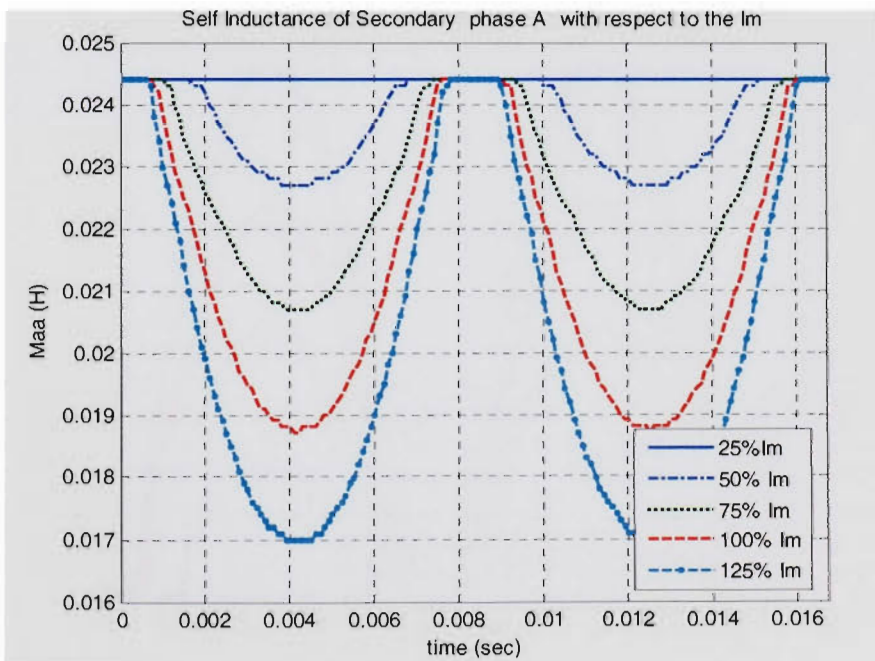 Self Inductance of Secondary phase A with respect to the Im
0.025
0.024
0.023
0.022
0.021
0.02
0.019
0.018
0.017
0.016
Maa (H)
25%Im
50% Im
75% Im
100% Im
125% Im
0 0.002 0.004 0.006 0.008 0.01 0.012 0.014 0.016
time (sec)